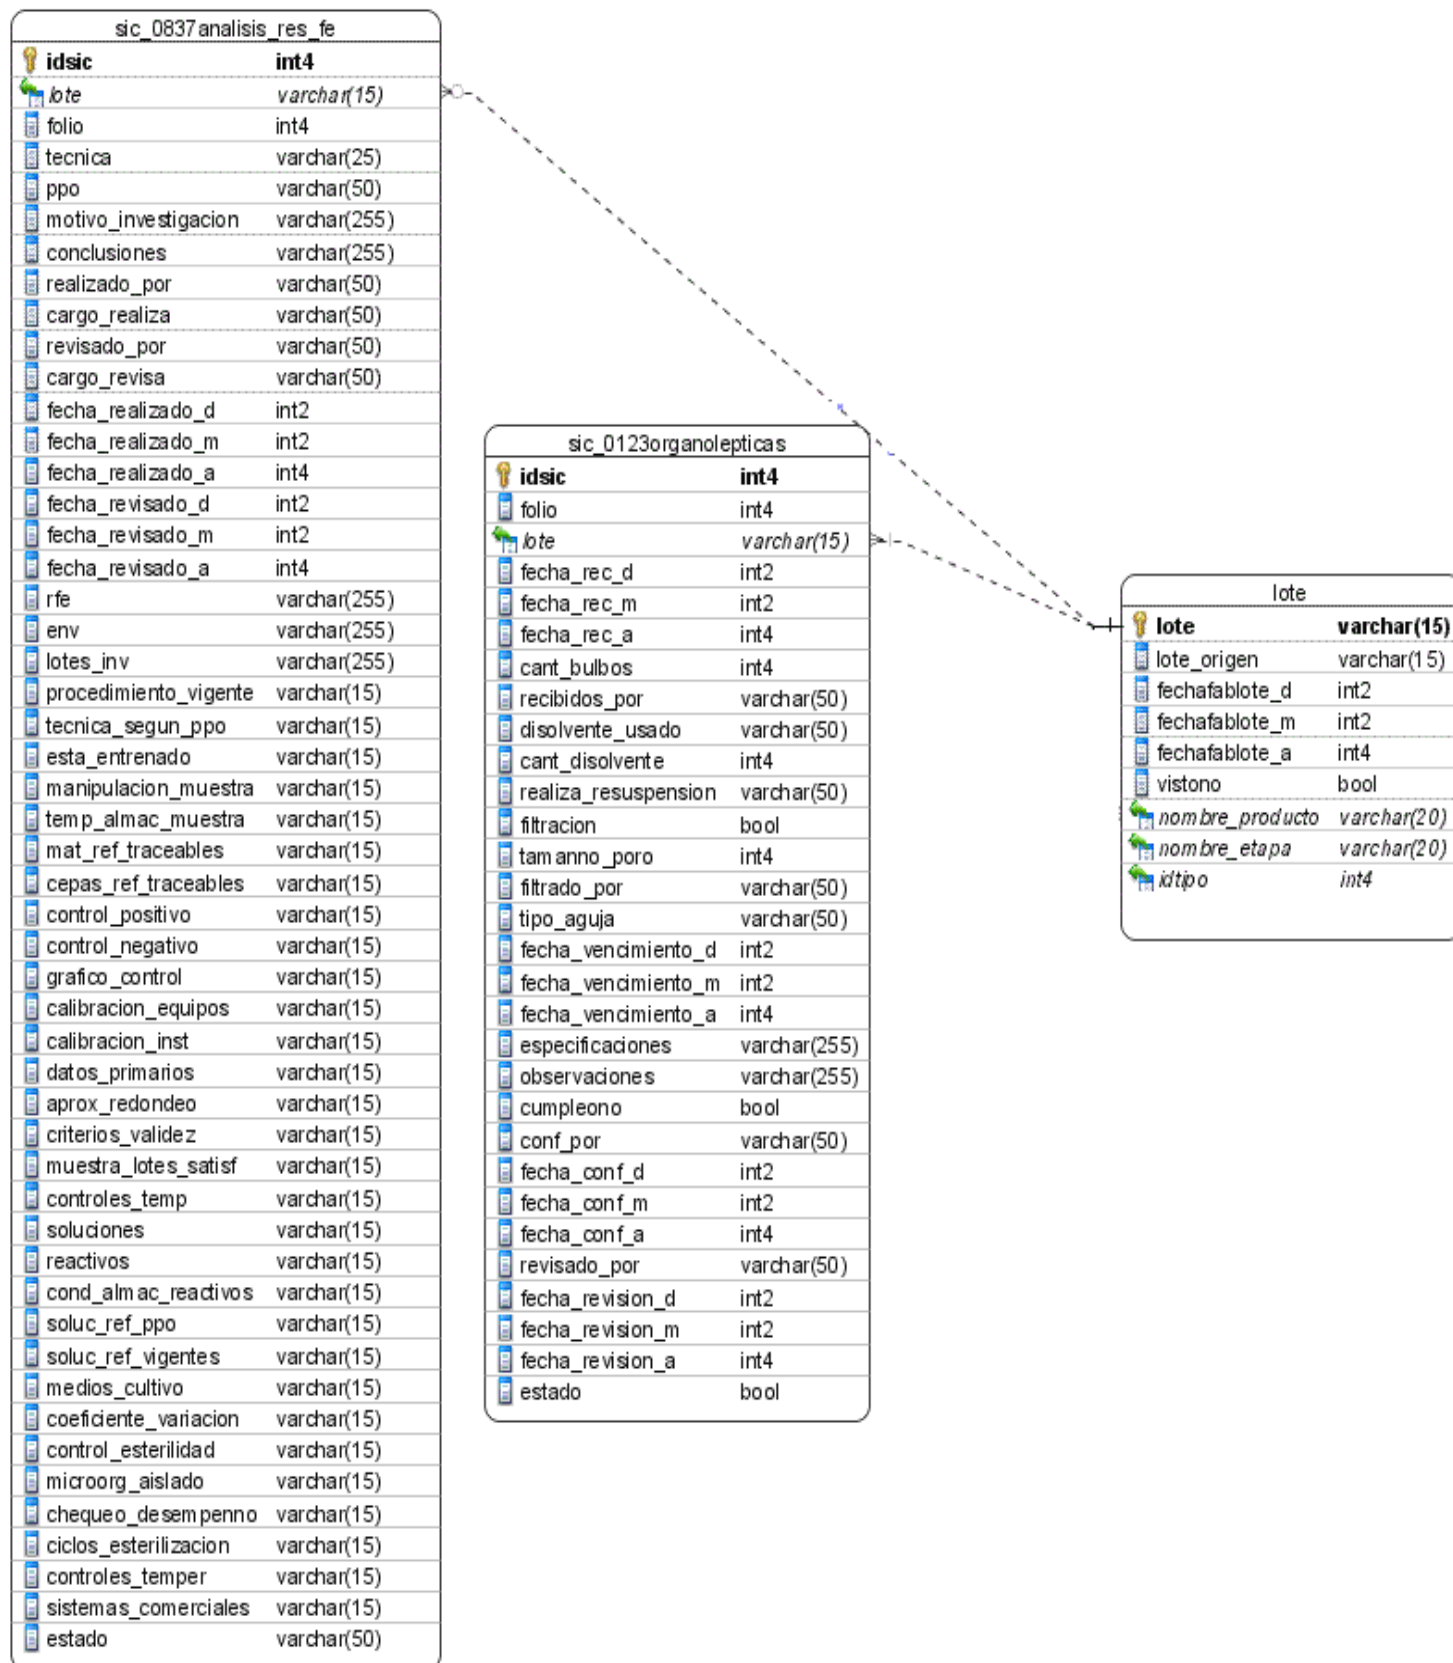 sic_0837analisis_res_fe
idsic int4
lote varchar(15)
folio int4
tecnica varchar(25)
ppo varchar(50)
motivo_investigacion varchar(255)
conclusiones varchar(255)
realizado_por varchar(50)
cargo_realiza varchar(50)
revisado_por varchar(50)
cargo_revisa varchar(50)
fecha_realizado_d int2
fecha_realizado_m int2
fecha_realizado_a int4
fecha_revisado_d int2
fecha_revisado_m int2
fecha_revisado_a int4
rfe varchar(255)
env varchar(255)
lotes_inv varchar(255)
procedimiento_vigente varchar(15)
tecnica_segun_ppo varchar(15)
esta_entrenado varchar(15)
manipulacion_muestra varchar(15)
temp_almac_muestra varchar(15)
mat_ref_traceables varchar(15)
cepas_ref_traceables varchar(15)
control_positivo varchar(15)
control_negativo varchar(15)
grafico_control varchar(15)
calibracion_equipos varchar(15)
calibracion_inst varchar(15)
datos_primarios varchar(15)
aprox_redondeo varchar(15)
criterios_validez varchar(15)
muestra_lotes_satisf varchar(15)
controles_temp varchar(15)
soluciones varchar(15)
reactivos varchar(15)
cond_almac_reactivos varchar(15)
soluc_ref_ppo varchar(15)
soluc_ref_vigentes varchar(15)
medios_cultivo varchar(15)
coeficiente_variacion varchar(15)
control_esterilidad varchar(15)
microorg_aislado varchar(15)
chequeo_desempenno varchar(15)
ciclos_esterilizacion varchar(15)
controles_temper varchar(15)
sistemas_comerciales varchar(15)
estado varchar(50)
sic_0123organolepticas
idsic int4
folio int4
lote varchar(15)
fecha_rec_d int2
fecha_rec_m int2
fecha_rec_a int4
cant_bulbos int4
recibidos_por varchar(50)
disolvente_usado varchar(50)
cant_disolvente int4
realiza_resuspension varchar(50)
filtracion bool
tamanno_poro int4
filtrado_por varchar(50)
tipo_aguja varchar(50)
fecha_vencimiento_d int2
fecha_vencimiento_m int2
fecha_vencimiento_a int4
especificaciones varchar(255)
observaciones varchar(255)
cumpleono bool
conf_por varchar(50)
fecha_conf_d int2
fecha_conf_m int2
fecha_conf_a int4
revisado_por varchar(50)
fecha_revision_d int2
fecha_revision_m int2
fecha_revision_a int4
estado bool
lote
lote varchar(15)
lote_origen varchar(15)
fechafablote_d int2
fechafablote_m int2
fechafablote_a int4
vistono bool
nombre_producto varchar(20)
nombre_etapa varchar(20)
idtipo int4